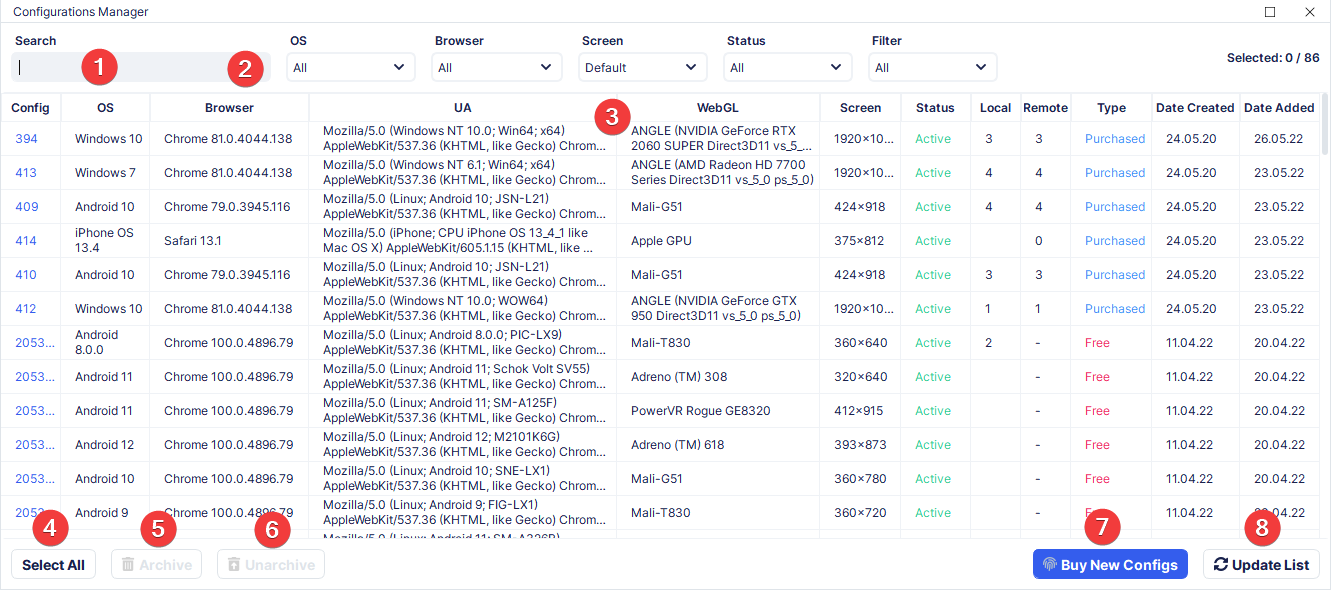 Configurations Manager
Search OS Browser Screen Status Filter
1 2 All All Default All All Selected: 0 / 86
Config OS Browser UA 3 WebGL Screen Status Local Remote Type Date Created Date Added
394 Windows 10 Chrome 81.0.4044.138 Mozilla/5.0 (Windows NT 10.0; Win64; x64) ANGLE (NVIDIA GeForce RTX 1920×10... Active 3 3 Purchased 24.05.20 26.05.22
AppleWebKit/537.36 (KHTML, like Gecko) Chrom... 2060 SUPER Direct3D11 vs_5_...
413 Windows 7 Chrome 81.0.4044.138 Mozilla/5.0 (Windows NT 6.1; Win64; x64) ANGLE (AMD Radeon HD 7700 1920×10... Active 4 4 Purchased 24.05.20 23.05.22
AppleWebKit/537.36 (KHTML, like Gecko) Chrom... Series Direct3D11 vs_5_0 ps_5_0)
409 Android 10 Chrome 79.0.3945.116 Mozilla/5.0 (Linux; Android 10; JSN-L21) Mali-G51 424×918 Active 4 4 Purchased 24.05.20 23.05.22
AppleWebKit/537.36 (KHTML, like Gecko) Chrom...
414 iPhone OS Safari 13.1 Mozilla/5.0 (iPhone; CPU iPhone OS 13_4_1 like Apple GPU 375×812 Active 0 Purchased 24.05.20 23.05.22
13.4 Mac OS X) AppleWebKit/605.1.15 (KHTML, like ...
410 Android 10 Chrome 79.0.3945.116 Mozilla/5.0 (Linux; Android 10; JSN-L21) Mali-G51 424×918 Active 3 3 Purchased 24.05.20 23.05.22
AppleWebKit/537.36 (KHTML, like Gecko) Chrom...
412 Windows 10 Chrome 81.0.4044.138 Mozilla/5.0 (Windows NT 10.0; WOW64) ANGLE (NVIDIA GeForce GTX 1920×10... Active 1 1 Purchased 24.05.20 23.05.22
AppleWebKit/537.36 (KHTML, like Gecko) Chrom... 950 Direct3D11 vs_5_0 ps_5_0)
2053... Android Chrome 100.0.4896.79 Mozilla/5.0 (Linux; Android 8.0.0; PIC-LX9) Mali-T830 360×640 Active 2 - Free 11.04.22 20.04.22
8.0.0 AppleWebKit/537.36 (KHTML, like Gecko) Chrom...
2053... Android 11 Chrome 100.0.4896.79 Mozilla/5.0 (Linux; Android 11; Schok Volt SV55) Adreno (TM) 308 320×640 Active - Free 11.04.22 20.04.22
AppleWebKit/537.36 (KHTML, like Gecko) Chrom...
2053... Android 11 Chrome 100.0.4896.79 Mozilla/5.0 (Linux; Android 11; SM-A125F) PowerVR Rogue GE8320 412×915 Active - Free 11.04.22 20.04.22
AppleWebKit/537.36 (KHTML, like Gecko) Chrom...
2053... Android 12 Chrome 100.0.4896.79 Mozilla/5.0 (Linux; Android 12; M2101K6G) Adreno (TM) 618 393×873 Active - Free 11.04.22 20.04.22
AppleWebKit/537.36 (KHTML, like Gecko) Chrom...
2053... Android 10 Chrome 100.0.4896.79 Mozilla/5.0 (Linux; Android 10; SNE-LX1) Mali-G51 360×780 Active - Free 11.04.22 20.04.22
AppleWebKit/537.36 (KHTML, like Gecko) Chrom...
Android 9 Chrome 100.0.4896.79 Mozilla/5.0 (Linux; Android 9; FIG-LX1) Mali-T830 360×720 Active - 11.04.22
AppleWebKit/537.36 (KHTML, like Gecko) Chrom...
4 5 6 7 8
Select All Archive Unarchive Buy New Configs Update List